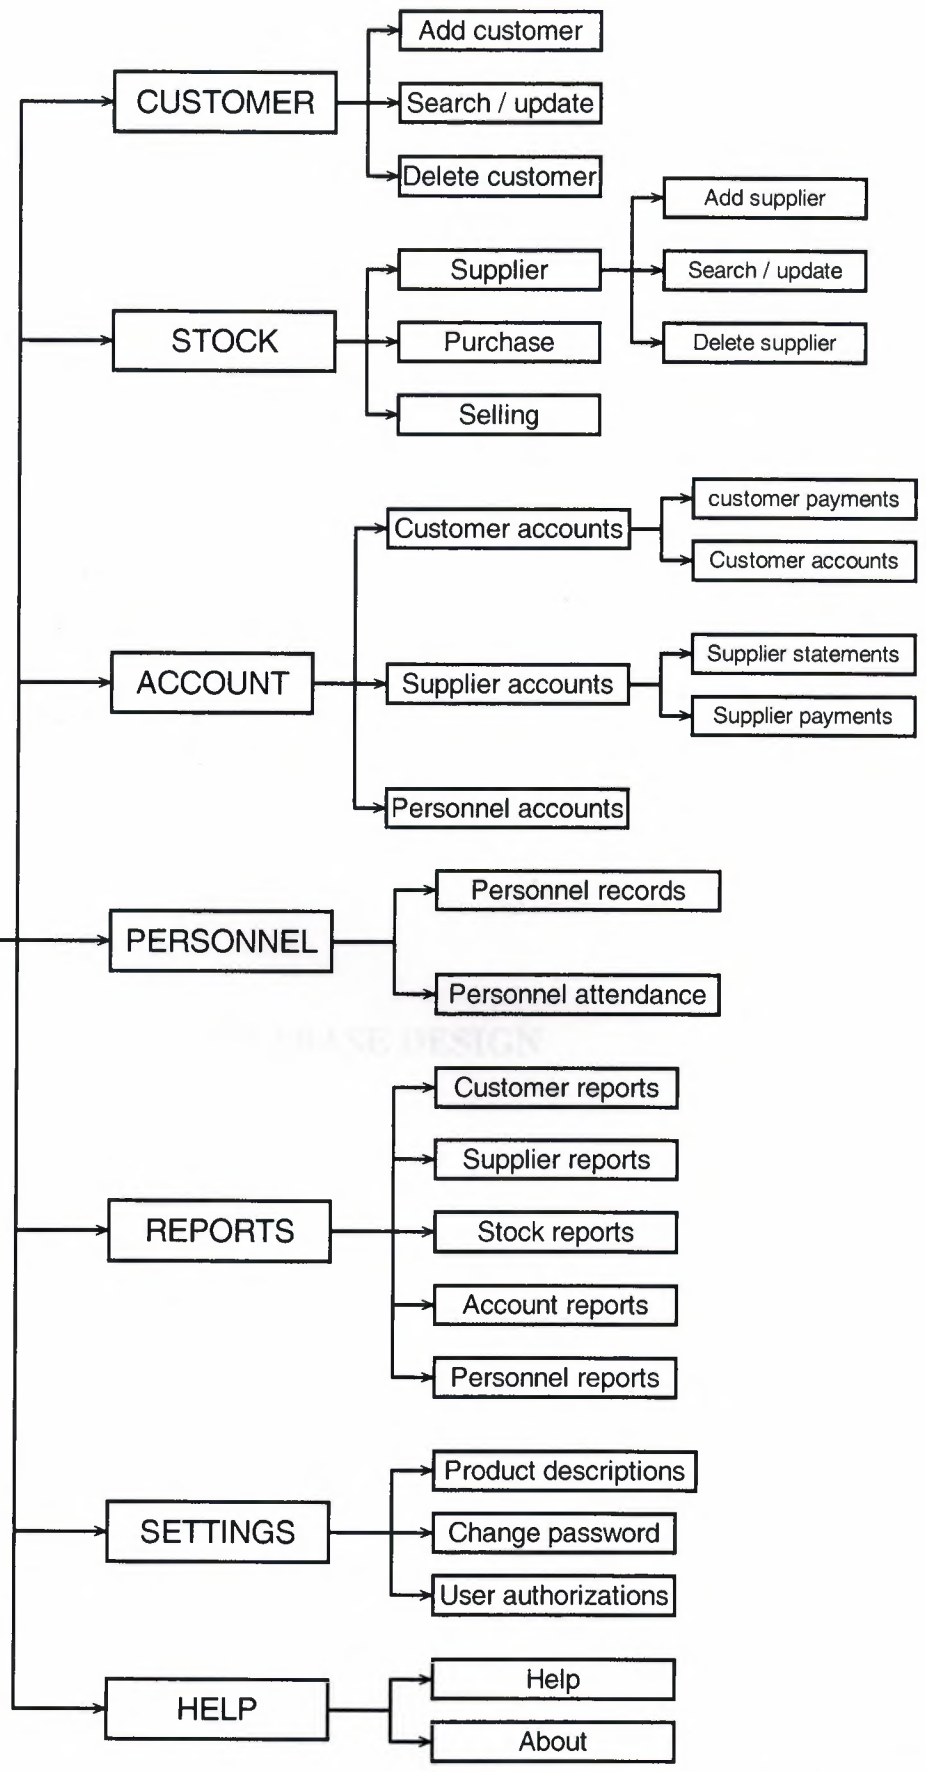 Add customer
CUSTOMER
Search / update
Delete customer
Add supplier
Supplier
Search / update
STOCK
Purchase
Delete supplier
Selling
customer payments
Customer accounts
Customer accounts
Supplier statements
ACCOUNT
Supplier accounts
Supplier payments
Personnel accounts
Personnel records
PERSONNEL
Personnel attendance
DESIGN
Customer reports
Supplier reports
REPORTS
Stock reports
Account reports
Personnel reports
Product descriptions
SETTINGS
Change password
User authorizations
Help
HELP
About